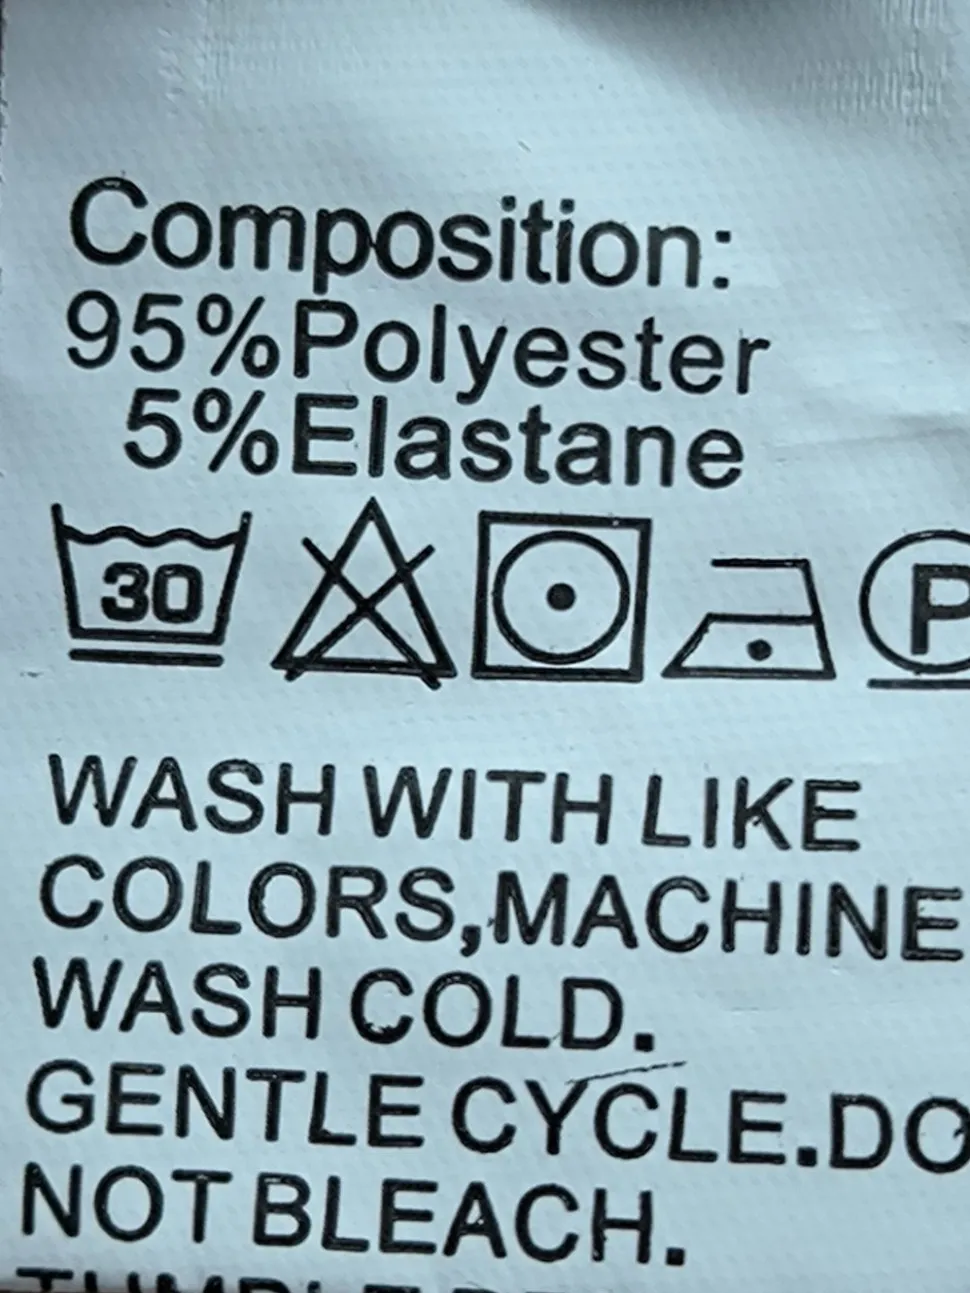 Composition:
95%Polyester
5%Elastane
30 P
WASH WITH LIKE
COLORS,MACHINE
WASH COLD.
GENTLE CYCLE.DO
NOT BLEACH.